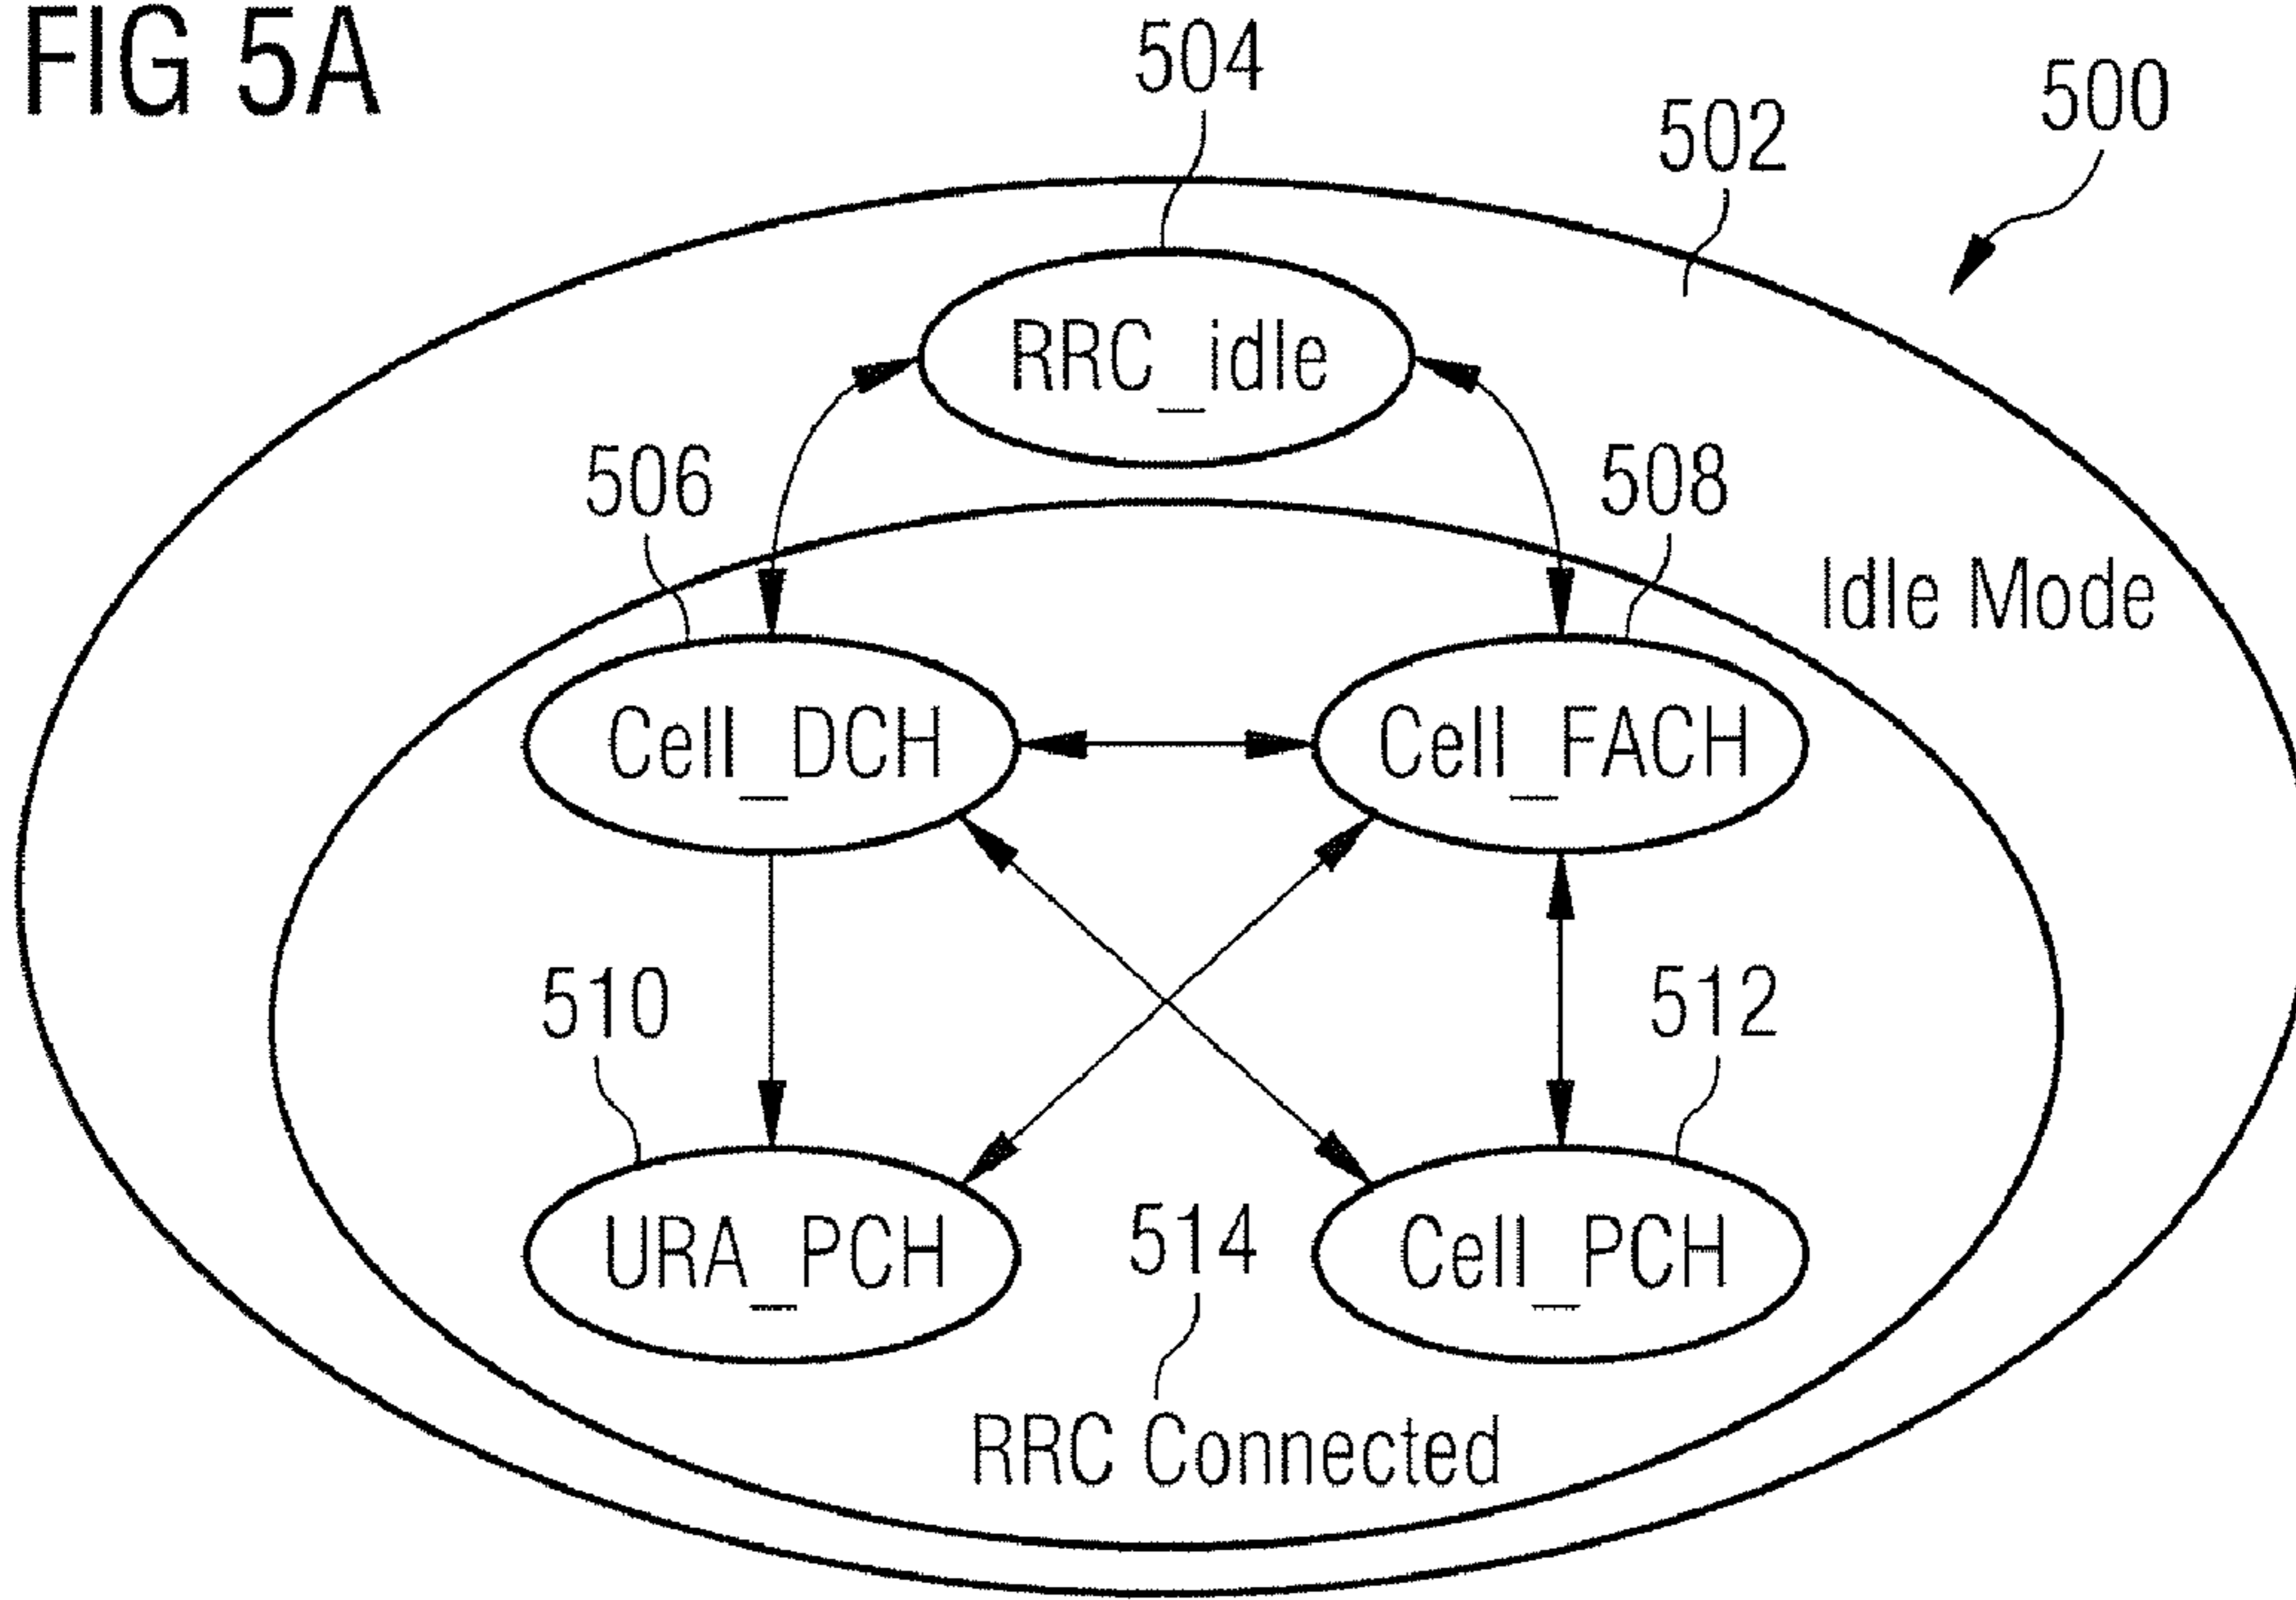 FIG 5A
504
500
502
RRC_idle
506
508
Idle Mode
Cell_DCH
Cell_FACH
510
512
URA_PCH
514
Cell_PCH
RRC Connected